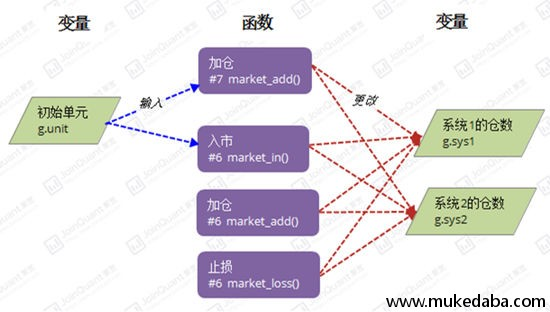 变量
函数
变量
初始单元
g.unit
输入
加仓
#7 market_add()
更改
入市
#6 market_in()
加仓
#6 market_add()
止损
#6 market_loss()
系统1的仓数
g.sys1
系统2的仓数
g.sys2
www.mukedaba.com